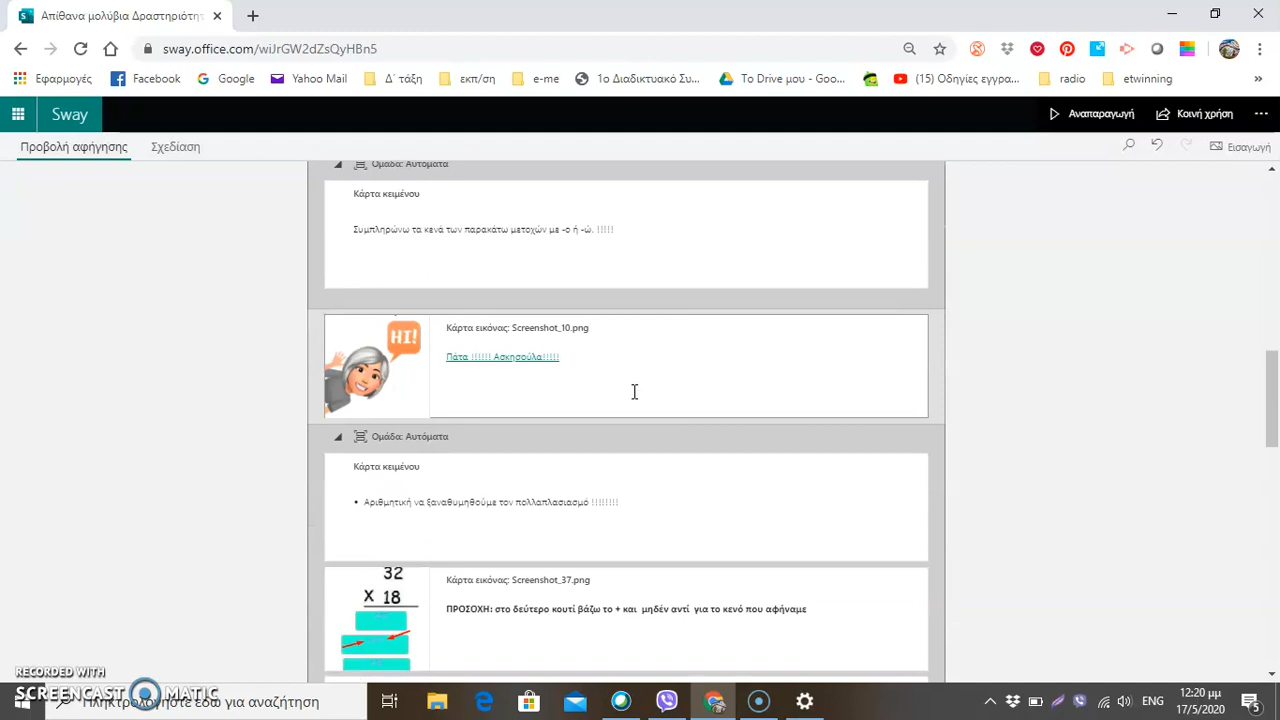 Απίθανα μολύβια Δραστηριότητ
sway.office.com/wiJrGW2dZsQyHBn5
Εφαρμογές Facebook Google Yahoo Mail Δ΄ τάξη εκπ/ση e-me 1ο Διαδικτυακό Συ... Το Drive μου - Goo... (15) Οδηγίες εγγρα... radio etwinning »
Sway Αναπαραγωγή Κοινή χρήση ...
Προβολή αφήγησης Σχεδίαση Εισαγωγή
Ομάδα: Αυτόματα
Κάρτα κειμένου
Συμπληρώνω τα κενά των παρακάτω μετοχών με -ο ή -ώ. !!!!!
HI!
Κάρτα εικόνας: Screenshot_10.png
Πάτα !!!!!! Ασκησούλα!!!!!
Ομάδα: Αυτόματα
Κάρτα κειμένου
• Αριθμητική να ξαναθυμηθούμε τον πολλαπλασιασμό !!!!!!!!
32
X 18
Κάρτα εικόνας: Screenshot_37.png
ΠΡΟΣΟΧΗ: στο δεύτερο κουτί βάζω το + και μηδέν αντί για το κενό που αφήναμε
RECORDED WITH
SCREENCAST MATIC
Πληκτρολογήστε εδώ για αναζήτηση
ENG
12:20 μμ
17/5/2020
5